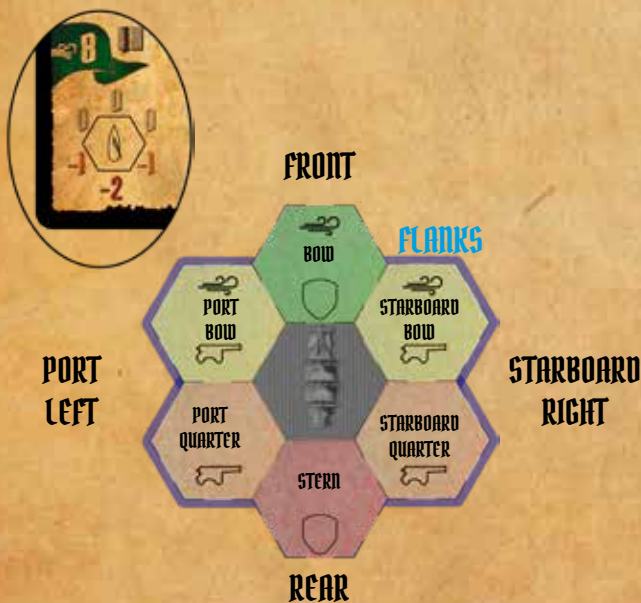 8
0
0 0
-1 -1
-2
FRONT
FLANKS
BOW
PORT
BOW
STARBOARD
BOW
PORT
LEFT
STARBOARD
RIGHT
PORT
QUARTER
STARBOARD
QUARTER
STERN
REAR